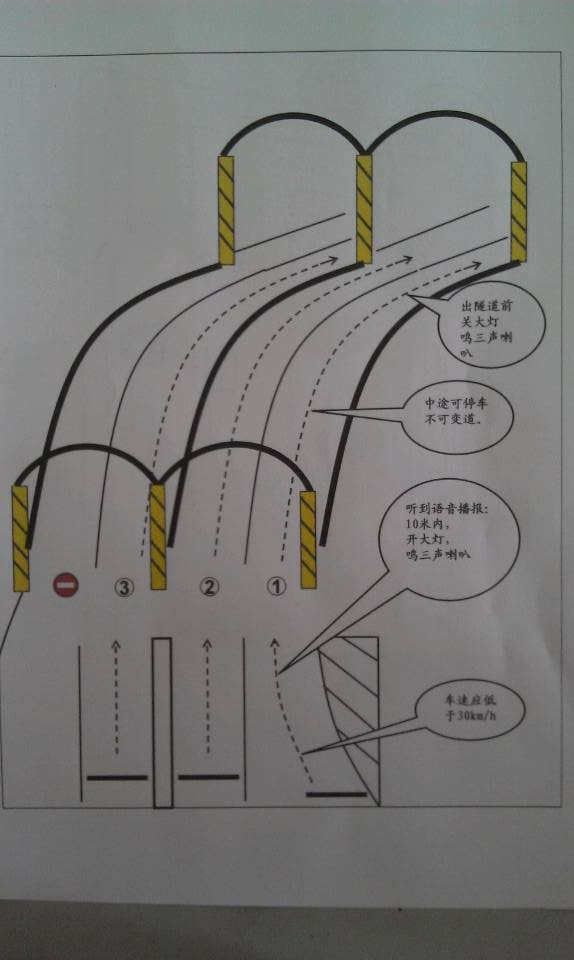 出隧道前
关大灯
鸣三声喇
叭
中途可停车
不可变道。
听到语音播报:
10米内,
开大灯,
鸣三声喇叭
③ ② ①
车速应低
于30km/h